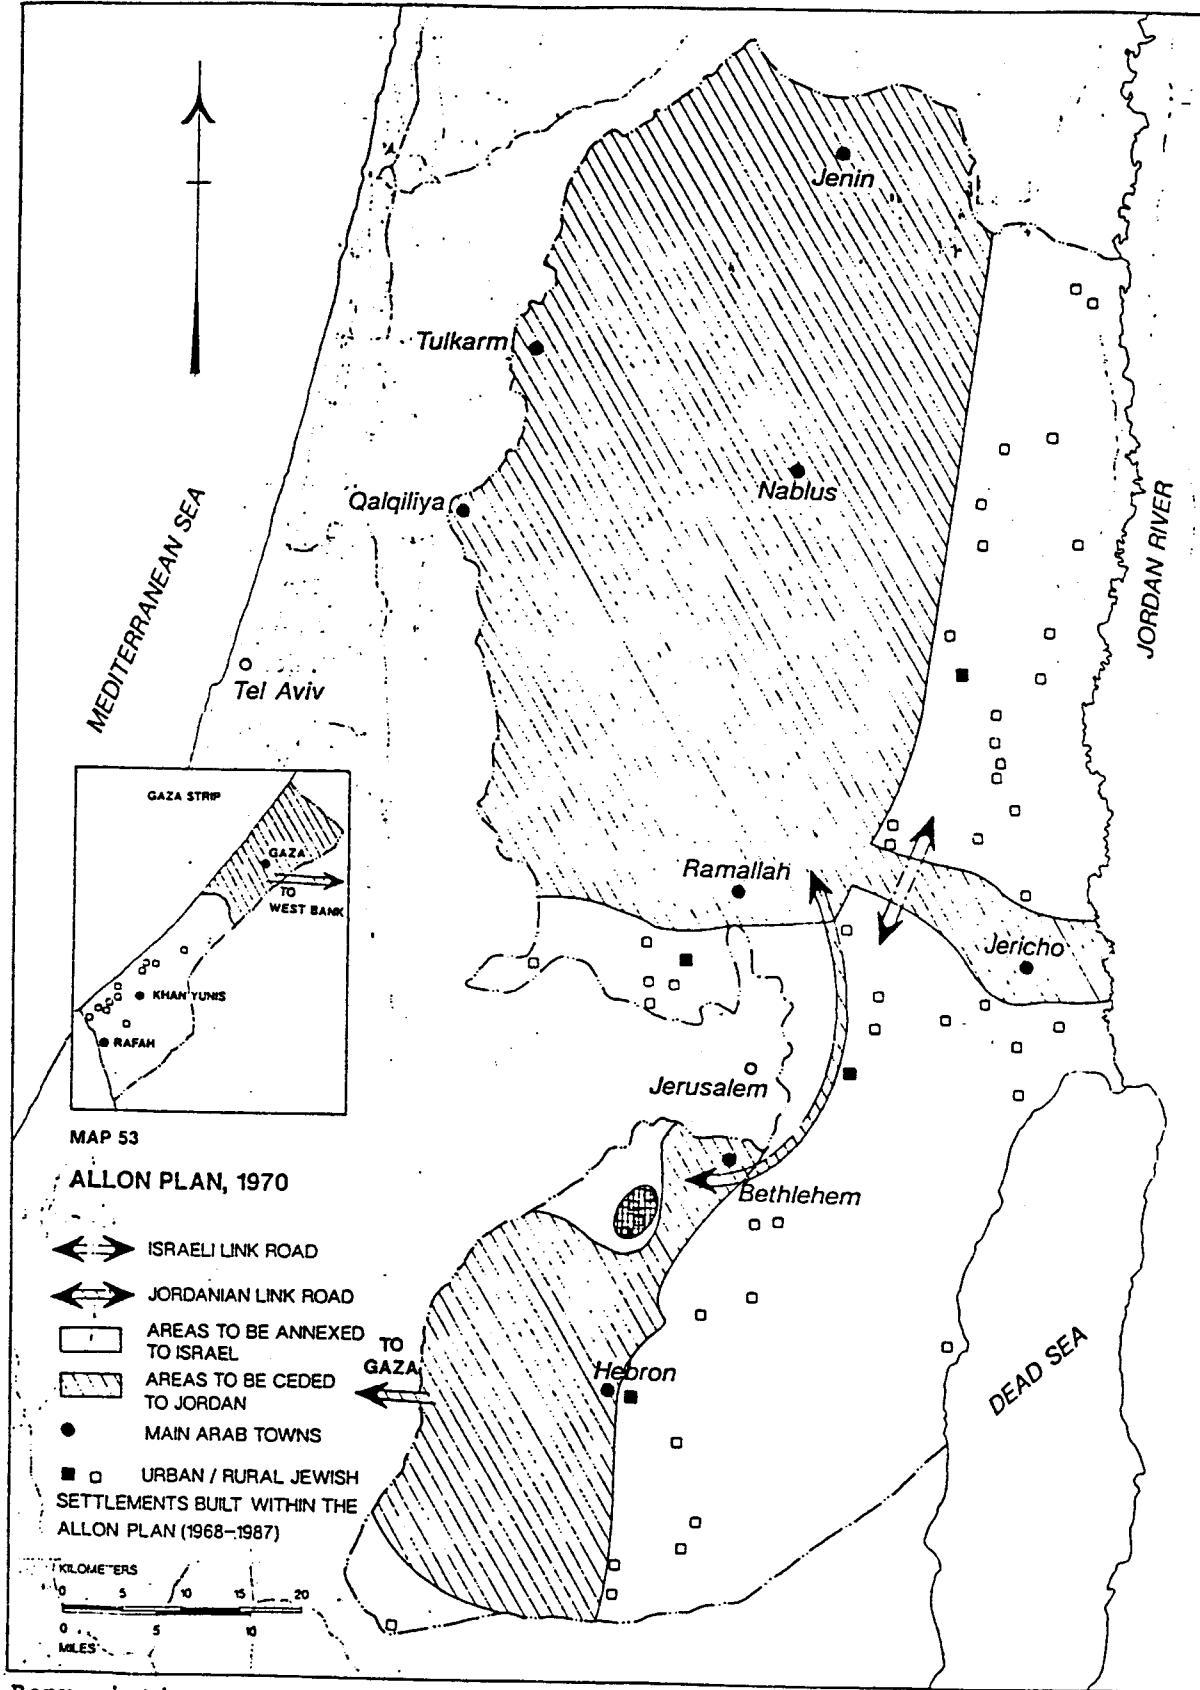 Jenin
Tulkarm
Nablus
Qalqiliya
MEDITERRANEAN SEA
JORDAN RIVER
Tel Aviv
GAZA STRIP
GAZA
TO
WEST BANK
KHAN YUNIS
RAFAH
Ramallah
Jericho
Jerusalem
Bethlehem
MAP 53
ALLON PLAN, 1970
ISRAELI LINK ROAD
JORDANIAN LINK ROAD
AREAS TO BE ANNEXED
TO ISRAEL
AREAS TO BE CEDED
TO JORDAN
MAIN ARAB TOWNS
URBAN / RURAL JEWISH
SETTLEMENTS BUILT WITHIN THE
ALLON PLAN (1968-1987)
TO
GAZA
Hebron
DEAD SEA
KILOMETERS
0 5 10 15 20
0 5 10
MILES